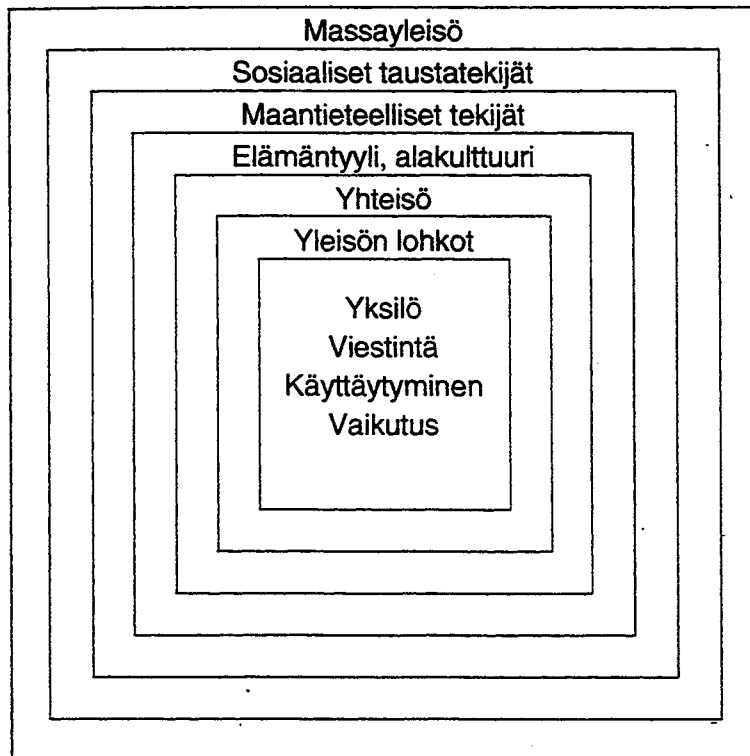 Massayleisö
Sosiaaliset taustatekijät
Maantieteelliset tekijät
Elämäntyyli, alakulttuuri
Yhteisö
Yleisön lohkot
Yksilö
Viestintä
Käyttäytyminen
Vaikutus